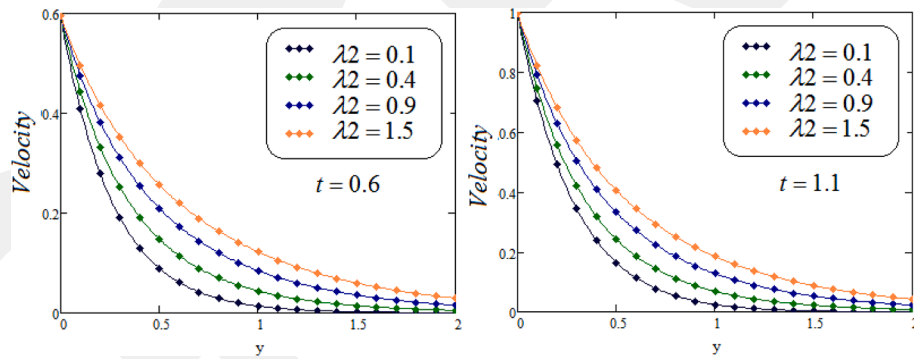 0.6
0.4
0.2
0
Velocity
λ2 = 0.1
λ2 = 0.4
λ2 = 0.9
λ2 = 1.5
t = 0.6
0
0.5
1
1.5
2
y
1
0.8
0.6
0.4
0.2
0
Velocity
λ2 = 0.1
λ2 = 0.4
λ2 = 0.9
λ2 = 1.5
t = 1.1
0
0.5
1
1.5
2
y